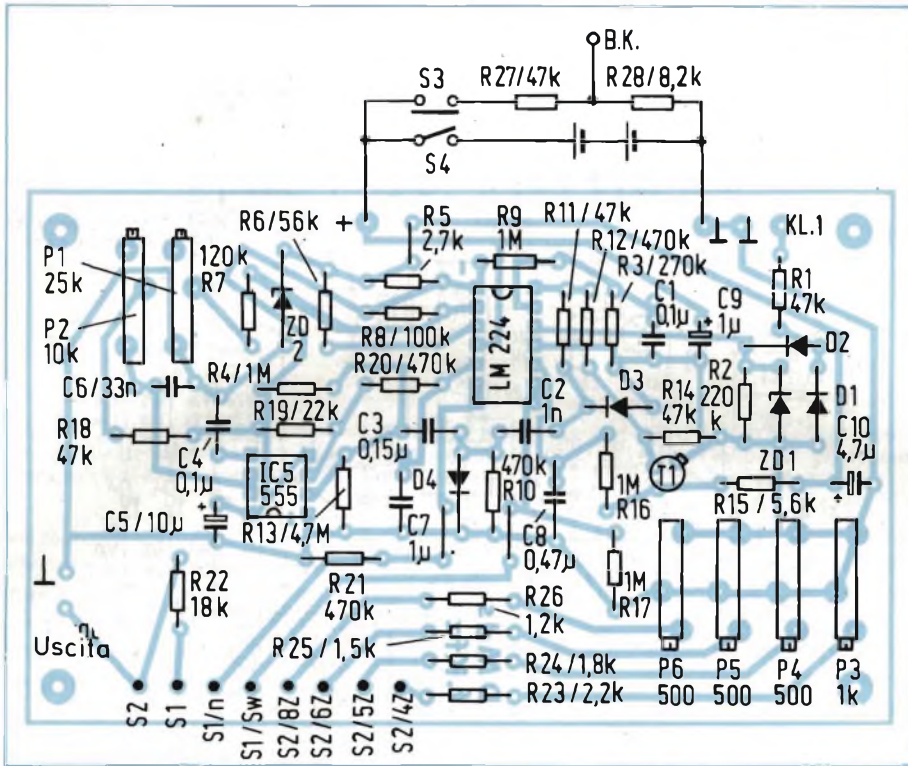 B.K.
S3
R27/47k
R28/8,2k
S4
+
KL.1
R6/56k
R5
2,7k
R9
1M
R11/47k
R12/470k
R3/270k
P1
25k
120k
R7
C1
0,1µ
C9
1µ
R1
47k
P2
10k
ZD
2
R8/100k
LM 224
D2
C6/33n
R4/1M
R20/470k
C2
1n
D3
R14
47k
R2
220
k
D1
R18
47k
R19/22k
C3
0,15µ
C10
4,7µ
+
C4
0,1µ
IC5
555
D4
470k
R10
1M
R16
T1
ZD1
R15/5,6k
C5/10µ
R13/4,7M
C7
1µ
C8
0,47µ
1M
R17
R22
18k
R21
470k
R26
1,2k
Uscita
R25/1,5k
R24/1,8k
R23/2,2k
P6
500
P5
500
P4
500
P3
1k
S2
S1
S1/n
S1/Sw
S2/8Z
S2/6Z
S2/5Z
S2/4Z